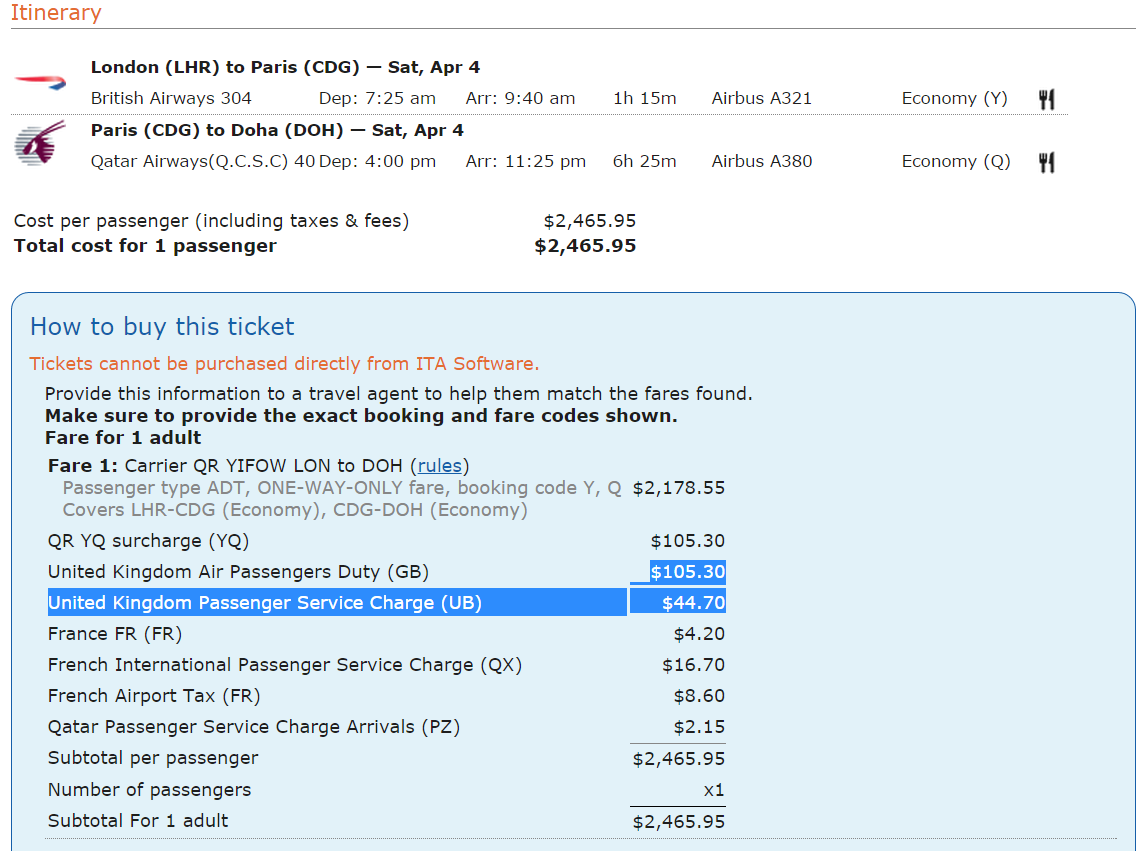 Itinerary
London (LHR) to Paris (CDG) — Sat, Apr 4
British Airways 304 Dep: 7:25 am Arr: 9:40 am 1h 15m Airbus A321 Economy (Y)
Paris (CDG) to Doha (DOH) — Sat, Apr 4
Qatar Airways(Q.C.S.C) 40 Dep: 4:00 pm Arr: 11:25 pm 6h 25m Airbus A380 Economy (Q)
Cost per passenger (including taxes & fees) $2,465.95
Total cost for 1 passenger $2,465.95
How to buy this ticket
Tickets cannot be purchased directly from ITA Software.
Provide this information to a travel agent to help them match the fares found.
Make sure to provide the exact booking and fare codes shown.
Fare for 1 adult
Fare 1: Carrier QR YIFOW LON to DOH (rules)
Passenger type ADT, ONE-WAY-ONLY fare, booking code Y, Q $2,178.55
Covers LHR-CDG (Economy), CDG-DOH (Economy)
QR YQ surcharge (YQ) $105.30
United Kingdom Air Passengers Duty (GB) $105.30
United Kingdom Passenger Service Charge (UB) $44.70
France FR (FR) $4.20
French International Passenger Service Charge (QX) $16.70
French Airport Tax (FR) $8.60
Qatar Passenger Service Charge Arrivals (PZ) $2.15
Subtotal per passenger $2,465.95
Number of passengers x1
Subtotal For 1 adult $2,465.95